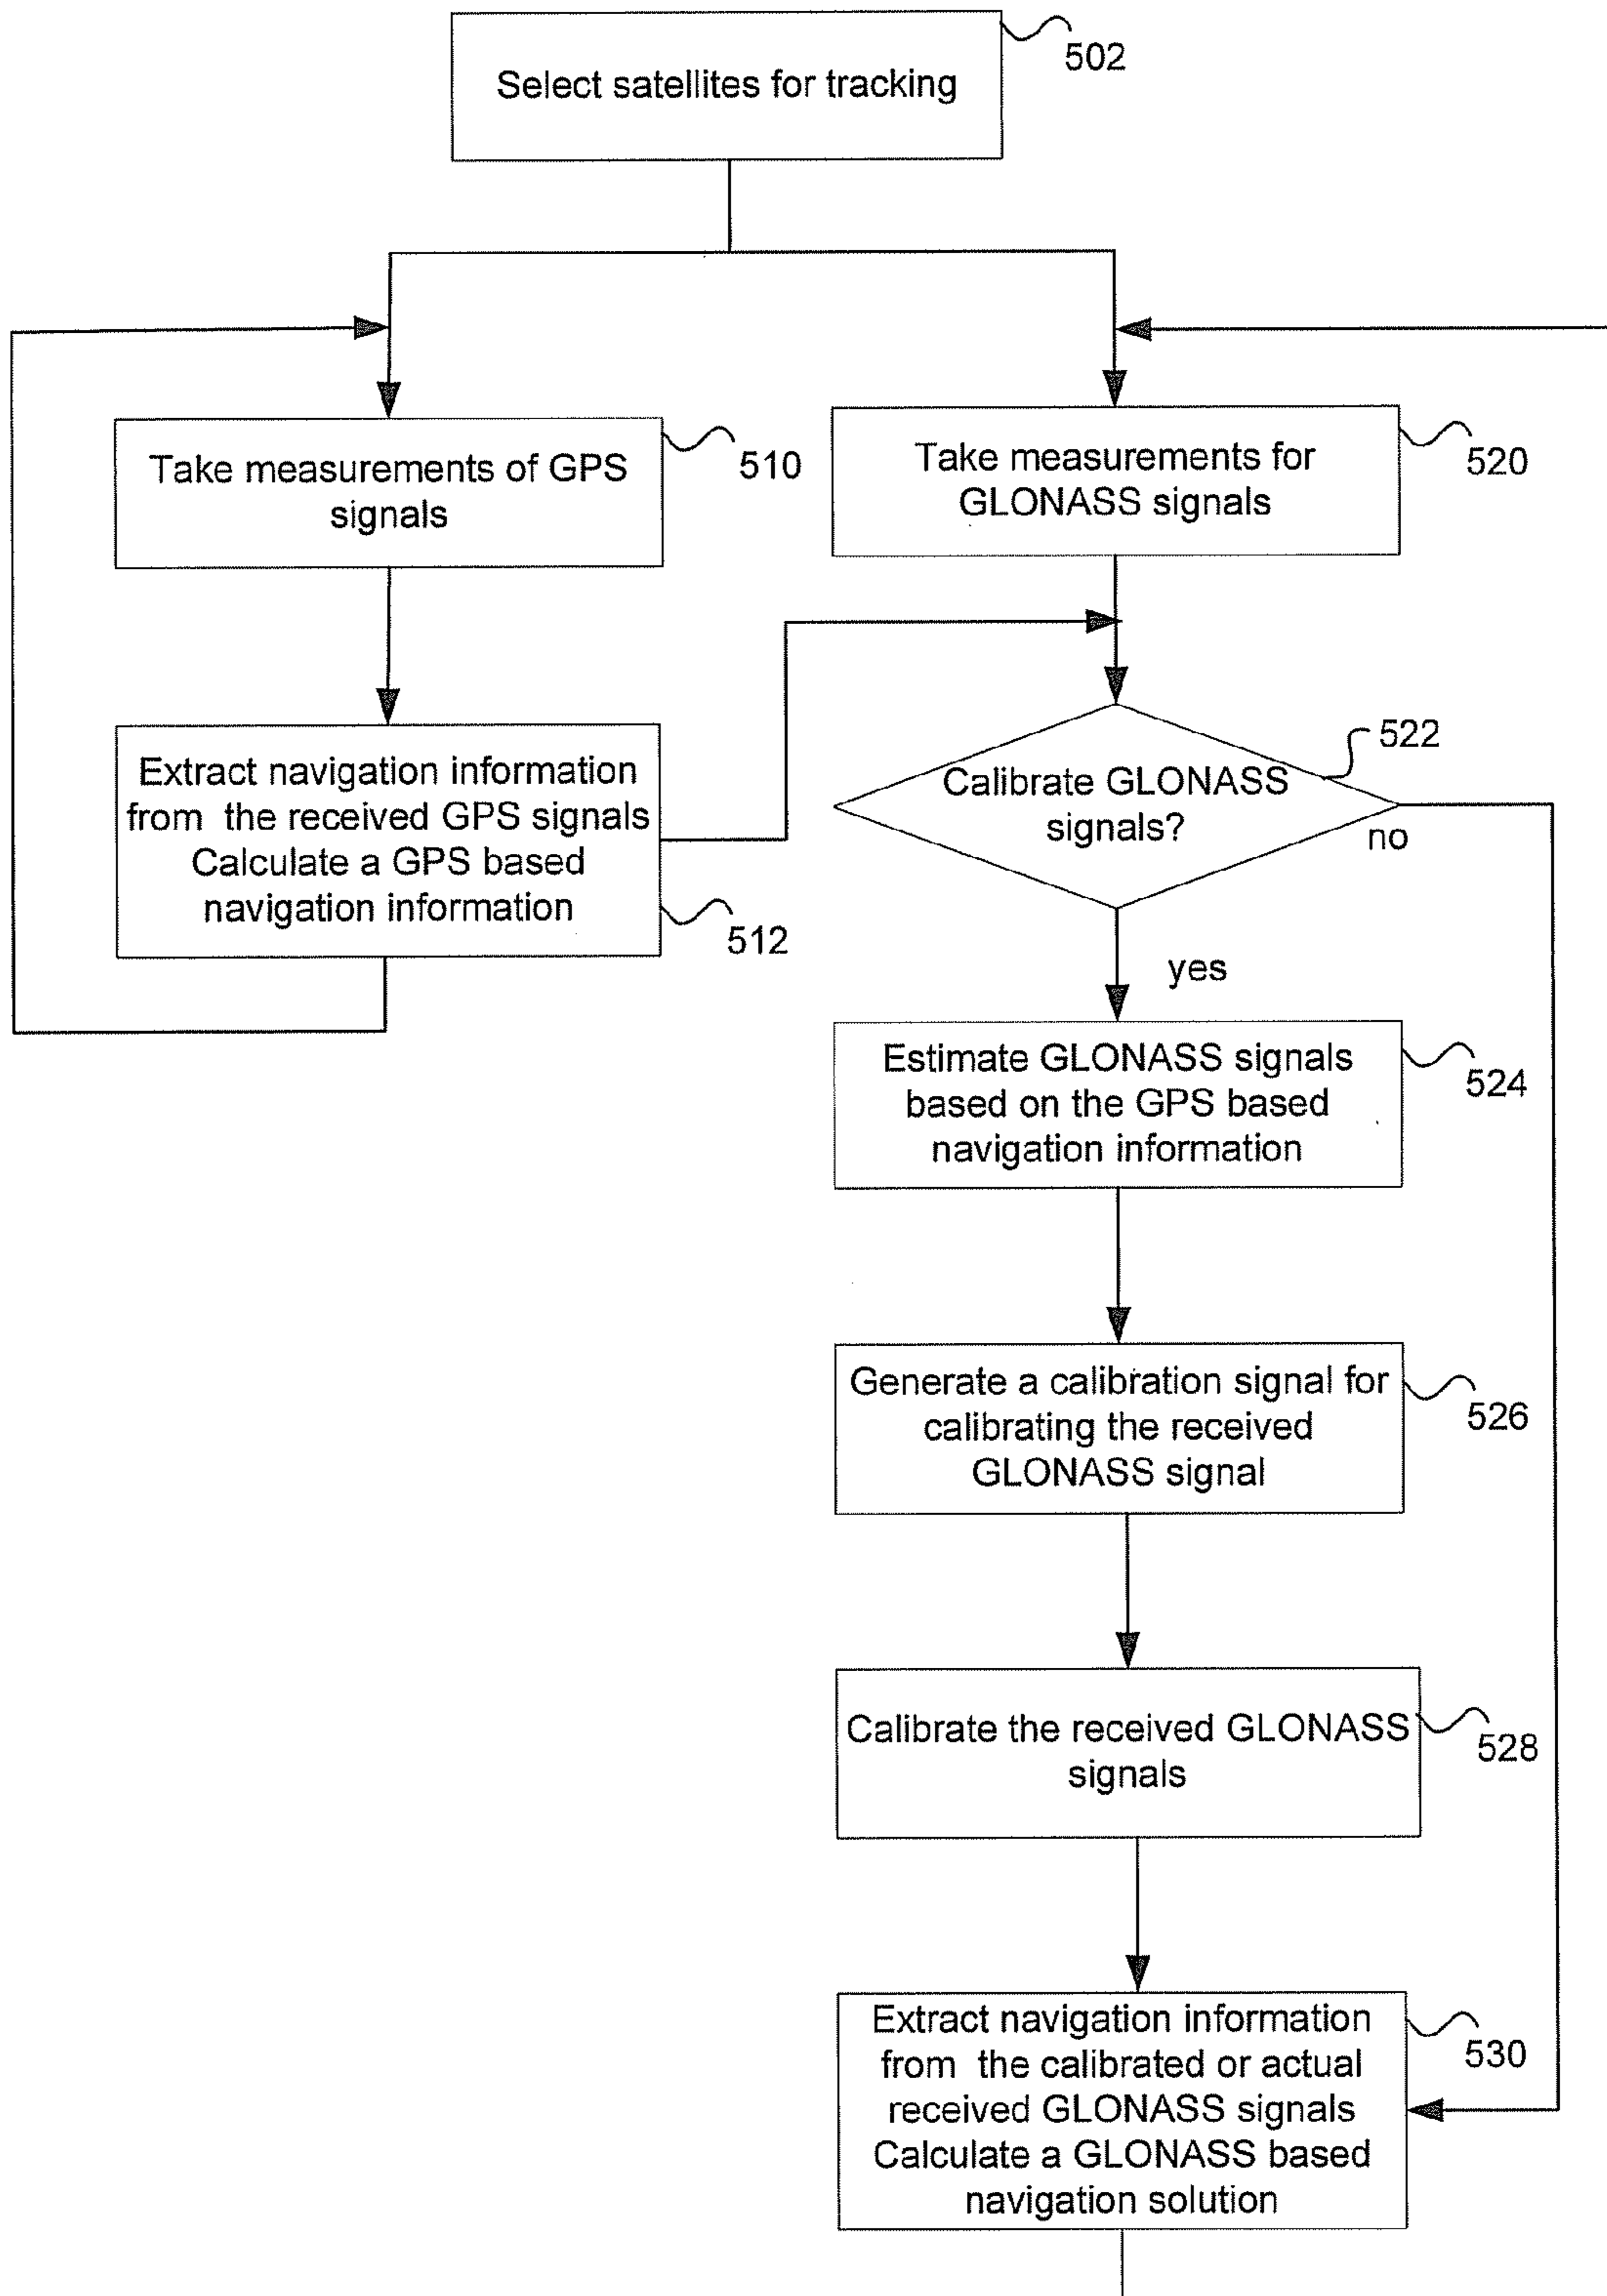 Select satellites for tracking
502
Take measurements of GPS
signals
510
Take measurements for
GLONASS signals
520
Extract navigation information
from the received GPS signals
Calculate a GPS based
navigation information
512
Calibrate GLONASS
signals?
522
no
yes
Estimate GLONASS signals
based on the GPS based
navigation information
524
Generate a calibration signal for
calibrating the received
GLONASS signal
526
Calibrate the received GLONASS
signals
528
Extract navigation information
from the calibrated or actual
received GLONASS signals
Calculate a GLONASS based
navigation solution
530